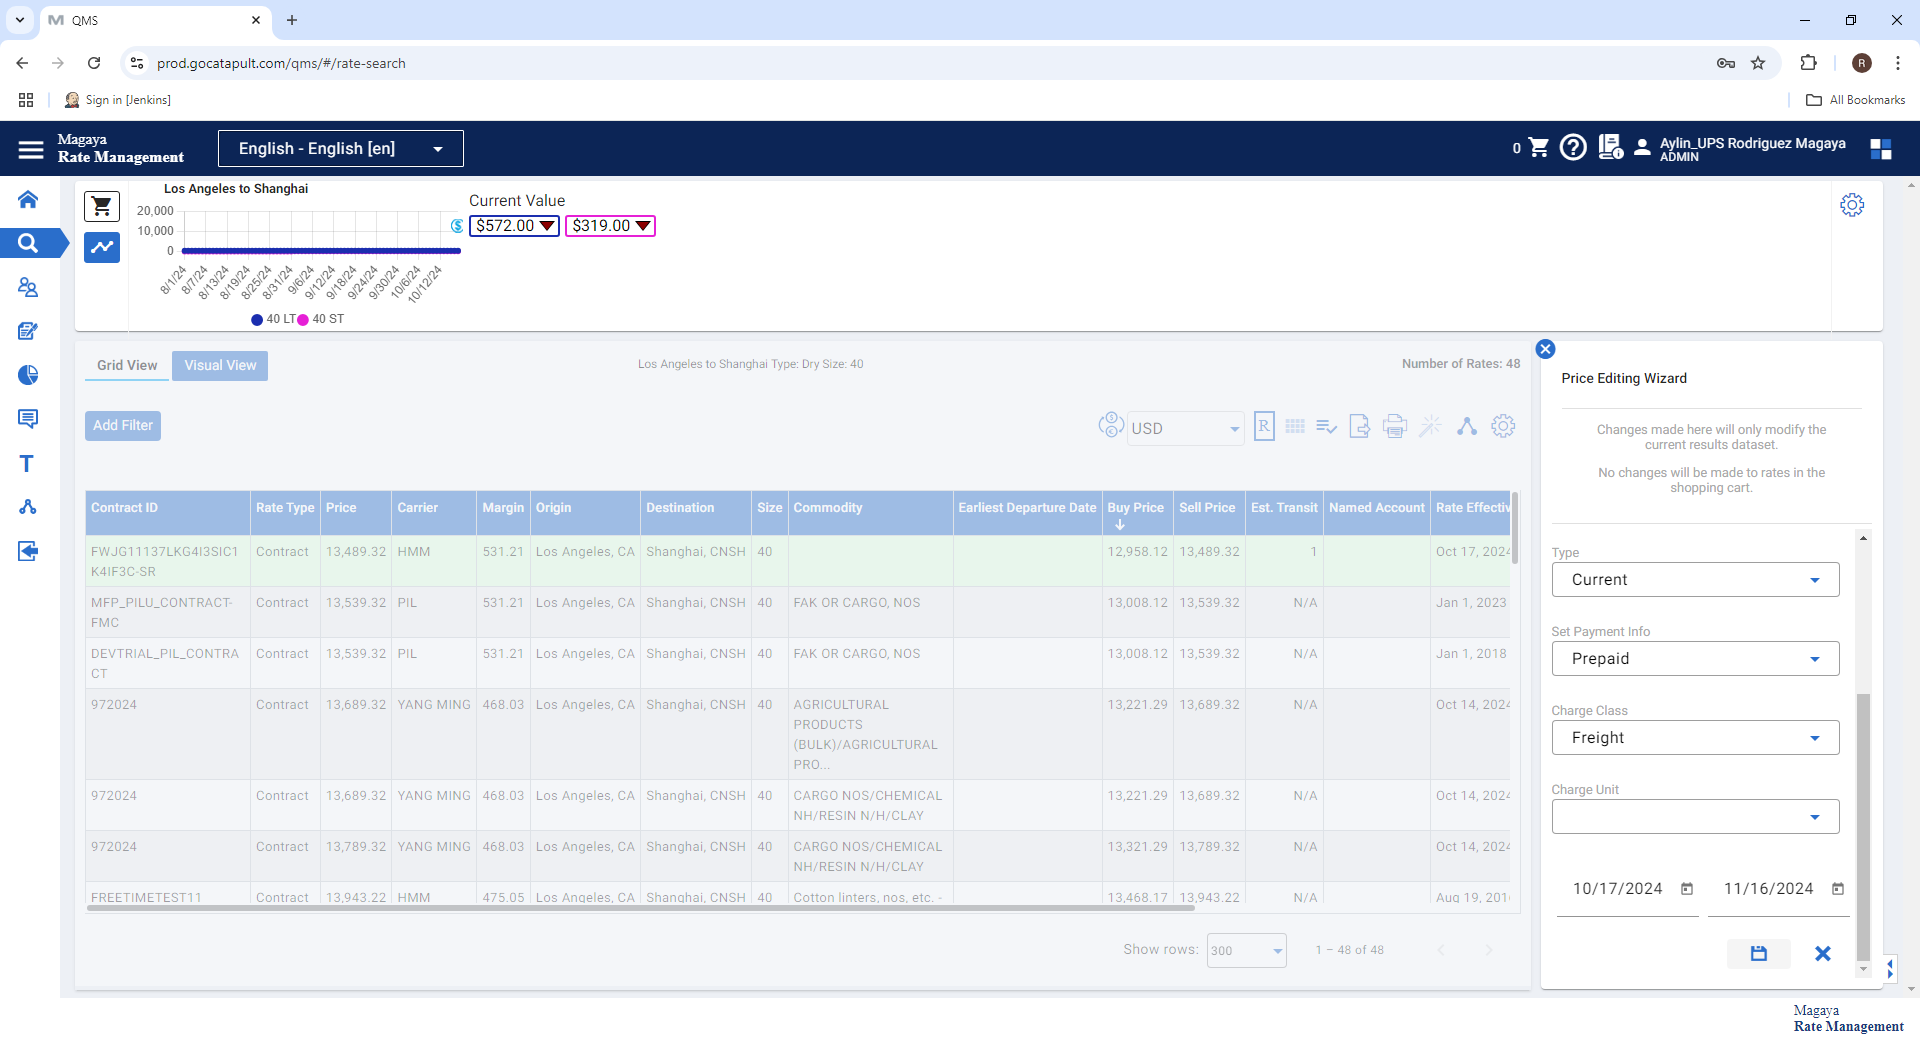 QMS
prod.gocatapult.com/qms/#/rate-search
R
Sign in [Jenkins]
All Bookmarks
Magaya
Rate Management
English - English [en]
0
Aylin_UPS Rodriguez Magaya
ADMIN
Los Angeles to Shanghai
20,000
10,000
0
8/1/24
8/7/24
8/13/24
8/19/24
8/25/24
8/31/24
9/6/24
9/12/24
9/18/24
9/24/24
9/30/24
10/6/24
10/12/24
40 LT
40 ST
Current Value
$572.00
$319.00
Grid View
Visual View
Los Angeles to Shanghai Type: Dry Size: 40
Number of Rates: 48
Add Filter
USD
R
Contract ID Rate Type Price Carrier Margin Origin Destination Size Commodity Earliest Departure Date Buy Price Sell Price Est. Transit Named Account Rate Effectiv
FWJG11137LKG4I3SIC1 Contract 13,489.32 HMM 531.21 Los Angeles, CA Shanghai, CNSH 40 12,958.12 13,489.32 1 Oct 17, 2024
K4IF3C-SR
MFP_PILU_CONTRACT- Contract 13,539.32 PIL 531.21 Los Angeles, CA Shanghai, CNSH 40 FAK OR CARGO, NOS 13,008.12 13,539.32 N/A Jan 1, 2023
FMC
DEVTRIAL_PIL_CONTRA Contract 13,539.32 PIL 531.21 Los Angeles, CA Shanghai, CNSH 40 FAK OR CARGO, NOS 13,008.12 13,539.32 N/A Jan 1, 2018
CT
972024 Contract 13,689.32 YANG MING 468.03 Los Angeles, CA Shanghai, CNSH 40 AGRICULTURAL 13,221.29 13,689.32 N/A Oct 14, 2024
PRODUCTS
(BULK)/AGRICULTURAL
PRO...
972024 Contract 13,689.32 YANG MING 468.03 Los Angeles, CA Shanghai, CNSH 40 CARGO NOS/CHEMICAL 13,221.29 13,689.32 N/A Oct 14, 2024
NH/RESIN N/H/CLAY
972024 Contract 13,789.32 YANG MING 468.03 Los Angeles, CA Shanghai, CNSH 40 CARGO NOS/CHEMICAL 13,321.29 13,789.32 N/A Oct 14, 2024
NH/RESIN N/H/CLAY
FREETIMETEST11 Contract 13,943.22 HMM 475.05 Los Angeles, CA Shanghai, CNSH 40 Cotton linters, nos, etc. - 13,468.17 13,943.22 N/A Aug 19, 201
Show rows: 300 1 – 48 of 48
Price Editing Wizard
Changes made here will only modify the
current results dataset.
No changes will be made to rates in the
shopping cart.
Type
Current
Set Payment Info
Prepaid
Charge Class
Freight
Charge Unit
10/17/2024 11/16/2024
Magaya
Rate Management